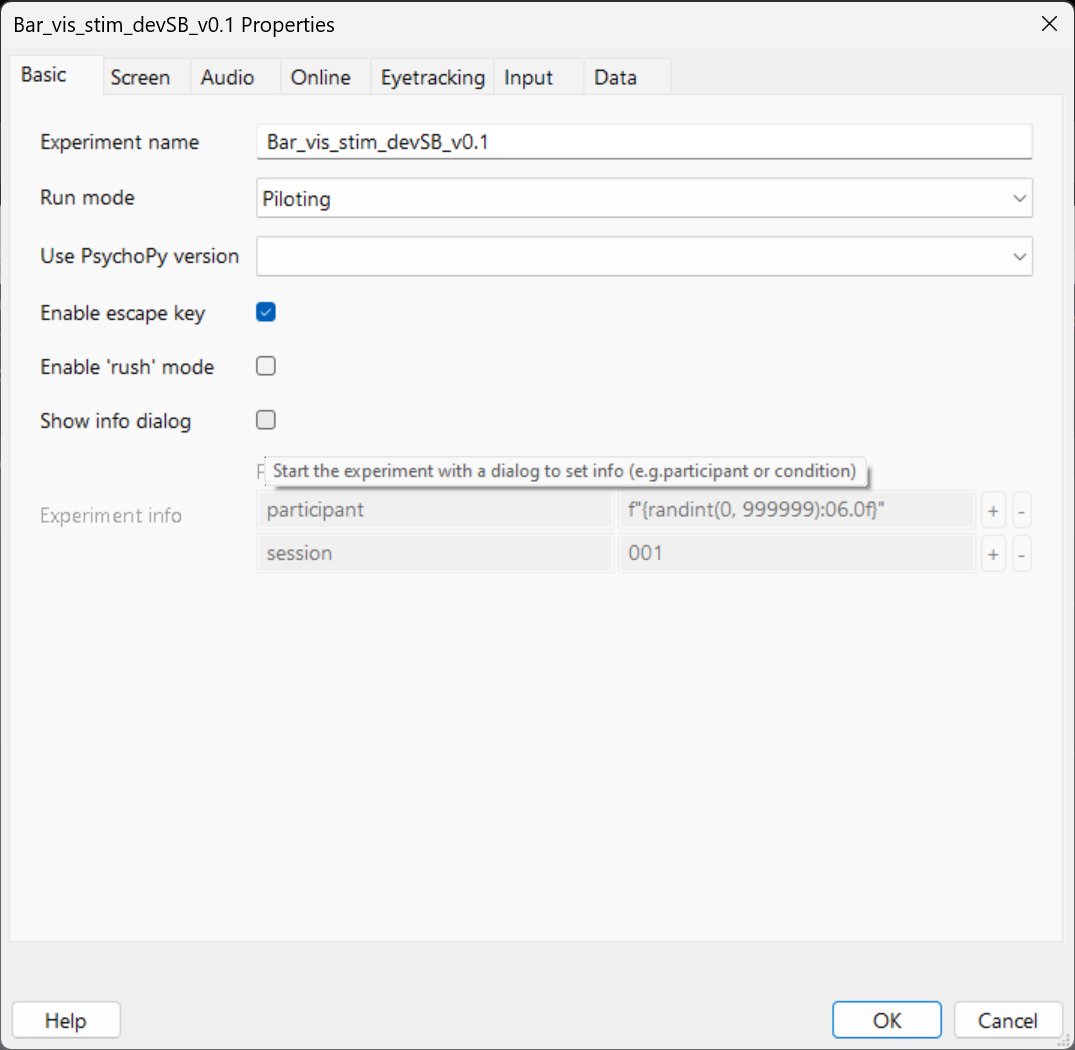 Bar_vis_stim_devSB_v0.1 Properties
Basic Screen Audio Online Eyetracking Input Data
Experiment name Bar_vis_stim_devSB_v0.1
Run mode Piloting
Use PsychoPy version
Enable escape key
Enable 'rush' mode
Show info dialog
Start the experiment with a dialog to set info (e.g.participant or condition)
Experiment info participant f"{randint(0, 999999):06.0f}" + -
session 001 + -
Help OK Cancel